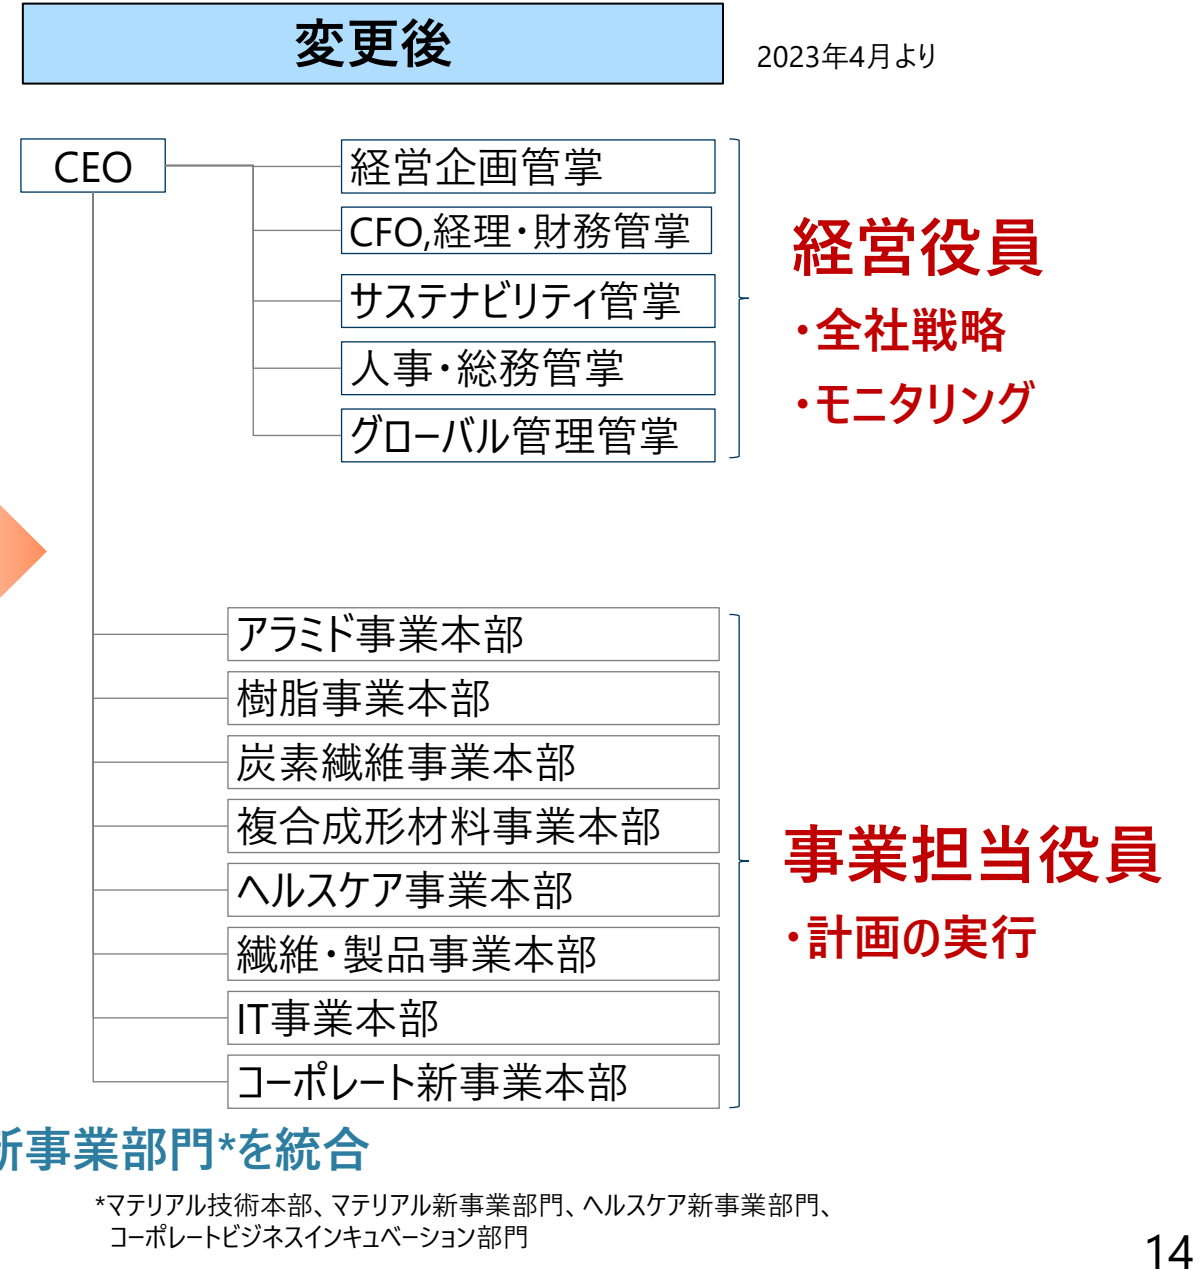 変更後
2023年4月より
CEO
経営企画管掌
CFO,経理・財務管掌
サステナビリティ管掌
人事・総務管掌
グローバル管理管掌
経営役員
・全社戦略
・モニタリング
アラミド事業本部
樹脂事業本部
炭素繊維事業本部
複合成形材料事業本部
ヘルスケア事業本部
繊維・製品事業本部
IT事業本部
コーポレート新事業本部
事業担当役員
・計画の実行
事業部門*を統合
*マテリアル技術本部、マテリアル新事業部門、ヘルスケア新事業部門、
コーポレートビジネスインキュベーション部門
14